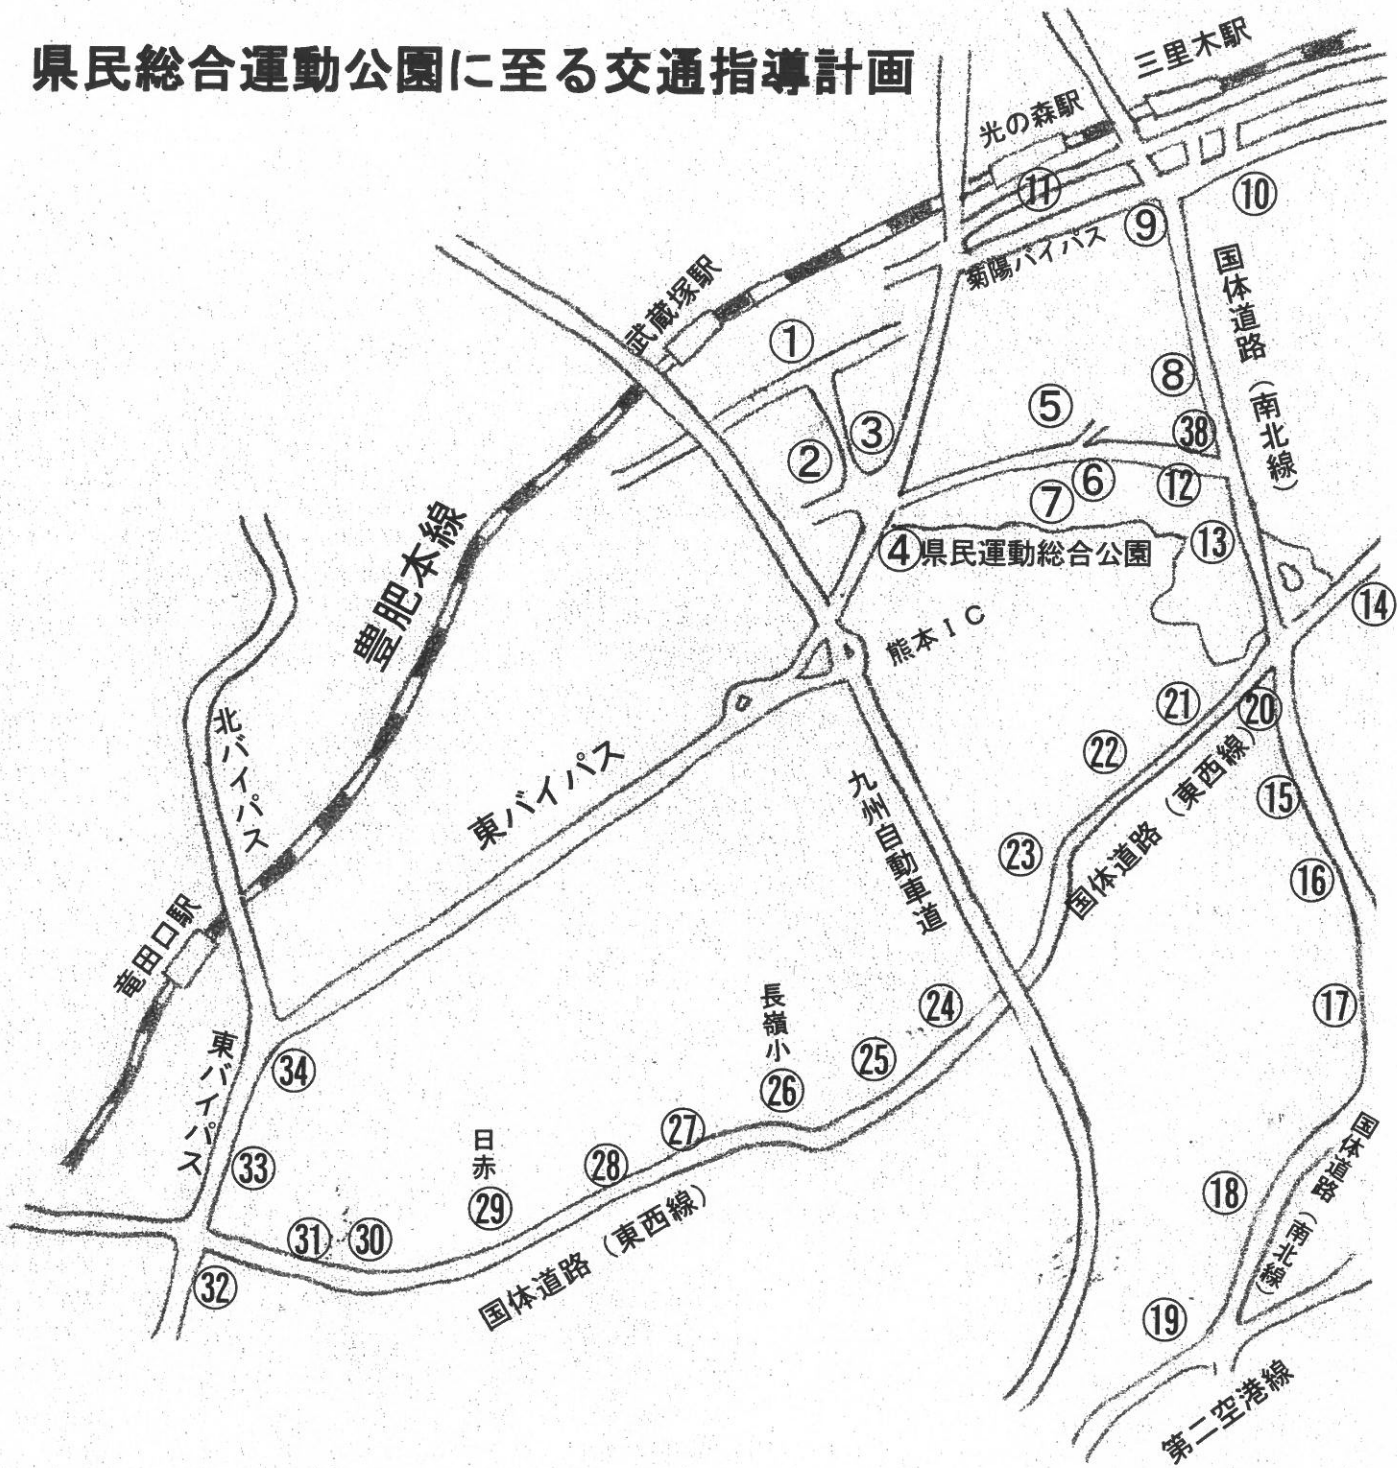 県民総合運動公園に至る交通指導計画
三里木駅
光の森駅
⑪
⑩
⑨
菊陽バイパス
国体道路（南北線）
武蔵塚駅
①
⑧
⑤
③
38
②
⑥
⑫
⑦
⑬
④県民運動総合公園
豊肥本線
⑭
熊本IC
北バイパス
㉑
⑳
㉒
東バイパス
九州自動車道
国体道路（東西線）
⑮
㉓
⑯
竜田口駅
長嶺小
㉔
⑰
㉕
東バイパス
㉞
㉖
日赤
㉗
㉘
国体道路（南北線）
㉝
⑱
㉙
国体道路（東西線）
㉛
㉚
㉜
⑲
第二空港線